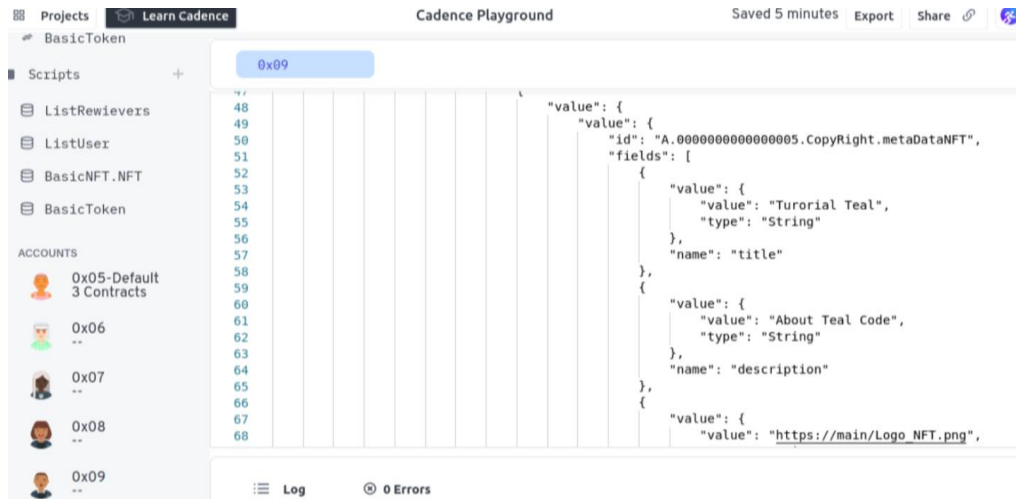 Projects
Learn Cadence
Cadence Playground
Saved 5 minutes
Export
Share
BasicToken
Scripts
ListRewievers
ListUser
BasicNFT.NFT
BasicToken
ACCOUNTS
0x05-Default
3 Contracts
0x06
--
0x07
--
0x08
--
0x09
--
0x09
47 {
48 "value": {
49 "value": {
50 "id": "A.0000000000000005.CopyRight.metaDataNFT",
51 "fields": [
52 {
53 "value": {
54 "value": "Turorial Teal",
55 "type": "String"
56 },
57 "name": "title"
58 },
59 {
60 "value": {
61 "value": "About Teal Code",
62 "type": "String"
63 },
64 "name": "description"
65 },
66 {
67 "value": {
68 "value": "https://main/Logo_NFT.png",
Log
0 Errors